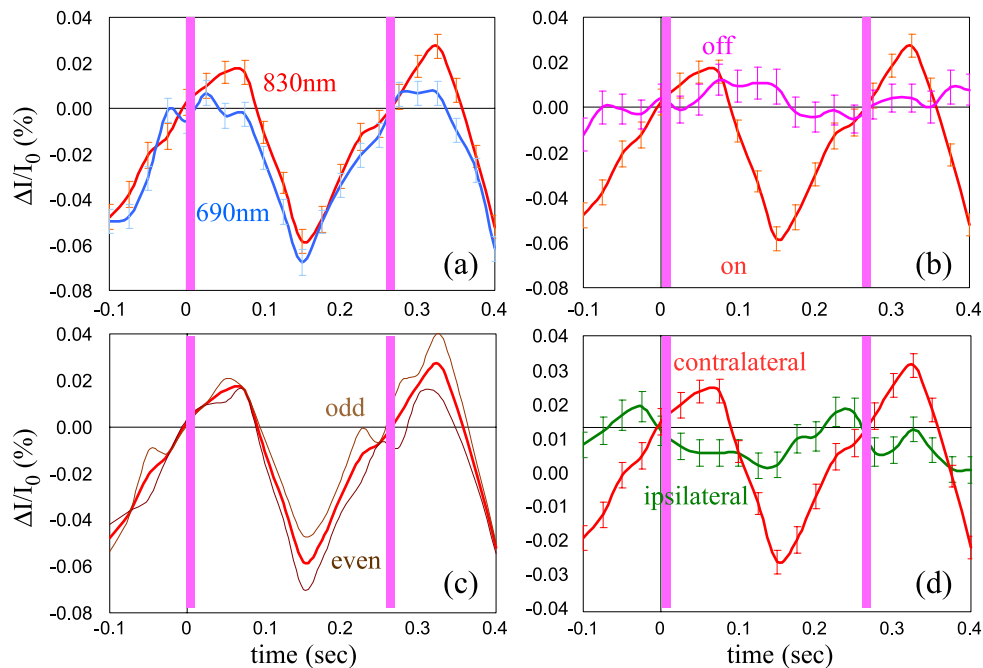 0.04
0.02
0.00
-0.02
-0.04
-0.06
-0.08
ΔI/I0 (%)
830nm
690nm
(a)
-0.1 0 0.1 0.2 0.3 0.4
0.04
0.02
0.00
-0.02
-0.04
-0.06
-0.08
off
on
(b)
-0.1 0 0.1 0.2 0.3 0.4
0.04
0.02
0.00
-0.02
-0.04
-0.06
-0.08
ΔI/I0 (%)
odd
even
(c)
-0.1 0 0.1 0.2 0.3 0.4
time (sec)
0.04
0.03
0.02
0.01
0.00
-0.01
-0.03
-0.04
contralateral
ipsilateral
(d)
-0.1 0 0.1 0.2 0.3 0.4
time (sec)